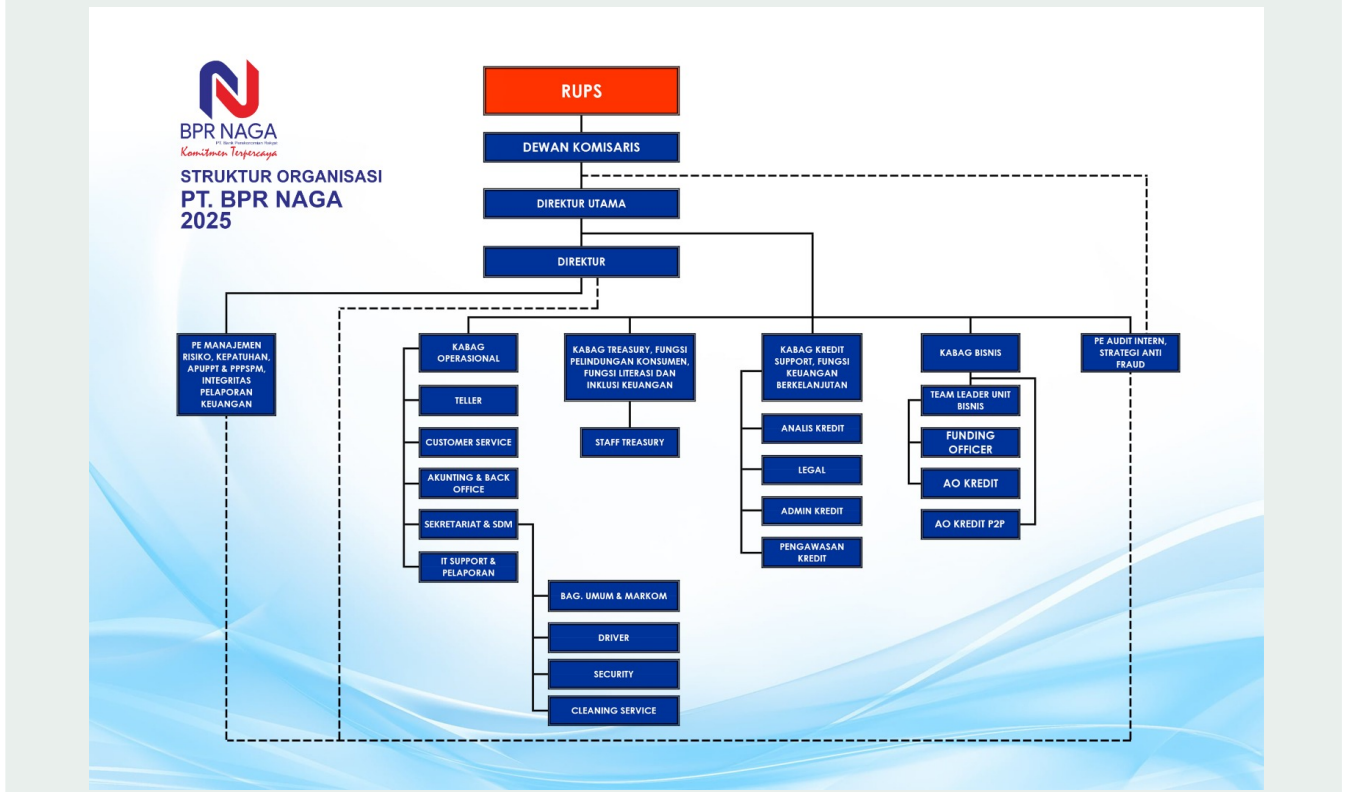 BPR NAGA
PT. Bank Perekonomian Rakyat
Komitmen Terpercaya
STRUKTUR ORGANISASI
PT. BPR NAGA
2025
RUPS
DEWAN KOMISARIS
DIREKTUR UTAMA
DIREKTUR
PE MANAJEMEN
RISIKO, KEPATUHAN,
APUPPT & PPPSPM,
INTEGRITAS
PELAPORAN
KEUANGAN
KABAG
OPERASIONAL
TELLER
CUSTOMER SERVICE
AKUNTING & BACK
OFFICE
SEKRETARIAT & SDM
IT SUPPORT &
PELAPORAN
BAG. UMUM & MARKOM
DRIVER
SECURITY
CLEANING SERVICE
KABAG TREASURY, FUNGSI
PELINDUNGAN KONSUMEN,
FUNGSI LITERASI DAN
INKLUSI KEUANGAN
STAFF TREASURY
KABAG KREDIT
SUPPORT, FUNGSI
KEUANGAN
BERKELANJUTAN
ANALIS KREDIT
LEGAL
ADMIN KREDIT
PENGAWASAN
KREDIT
KABAG BISNIS
TEAM LEADER UNIT
BISNIS
FUNDING
OFFICER
AO KREDIT
AO KREDIT P2P
PE AUDIT INTERN,
STRATEGI ANTI
FRAUD